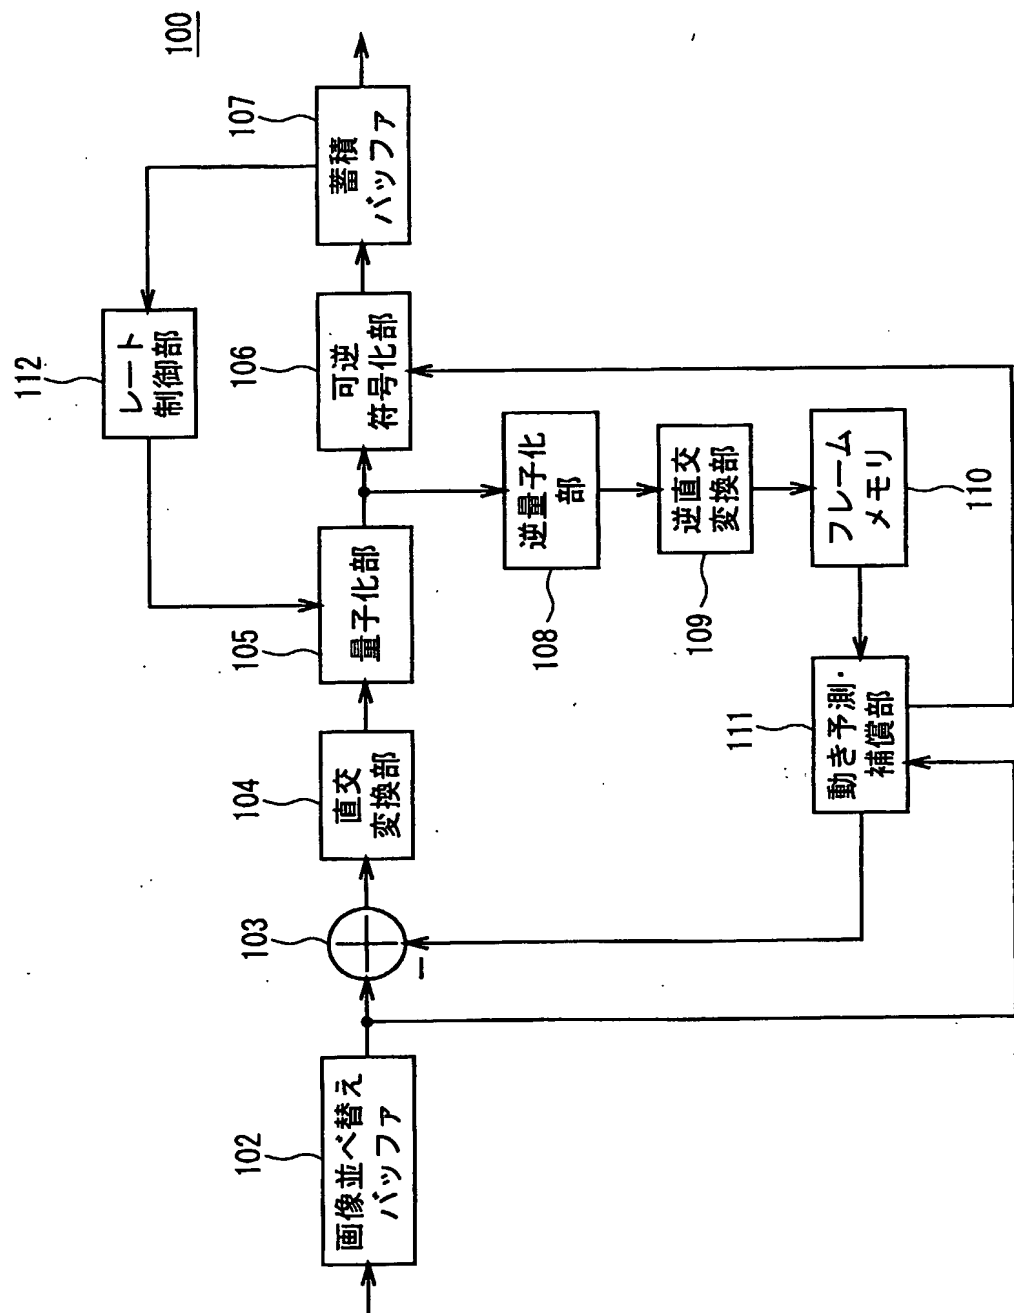 100
102
画像並べ替え
バッファ
103
−
104
直交
変換部
105
量子化部
106
可逆
符号化部
107
蓄積
バッファ
112
レート
制御部
108
逆量子化
部
109
逆直交
変換部
110
フレーム
メモリ
111
動き予測・
補償部